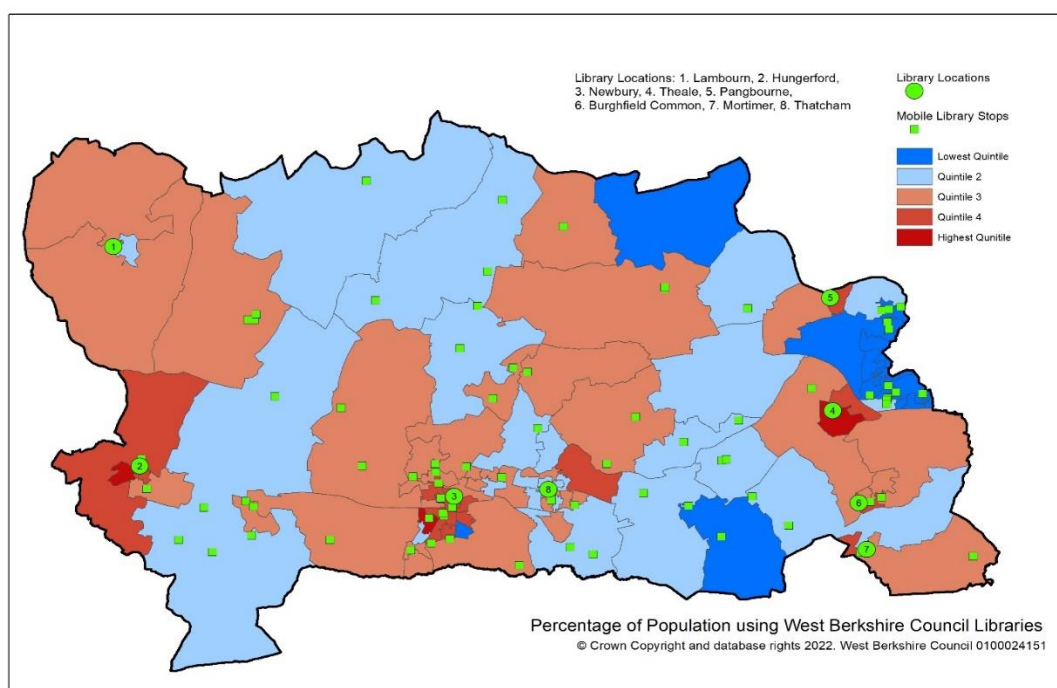 Library Locations: 1. Lambourn, 2. Hungerford,
3. Newbury, 4. Theale, 5. Pangbourne,
6. Burghfield Common, 7. Mortimer, 8. Thatcham
Library Locations
Mobile Library Stops
Lowest Quintile
Quintile 2
Quintile 3
Quintile 4
Highest Qunitile
1
5
4
2
3
8
6
7
Percentage of Population using West Berkshire Council Libraries
© Crown Copyright and database rights 2022. West Berkshire Council 0100024151